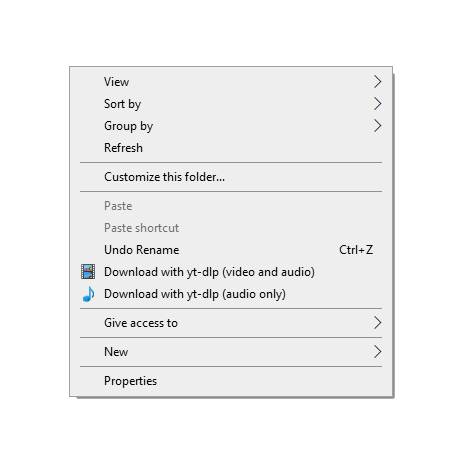 View
Sort by
Group by
Refresh
Customize this folder...
Paste
Paste shortcut
Undo Rename Ctrl+Z
Download with yt-dlp (video and audio)
Download with yt-dlp (audio only)
Give access to
New
Properties